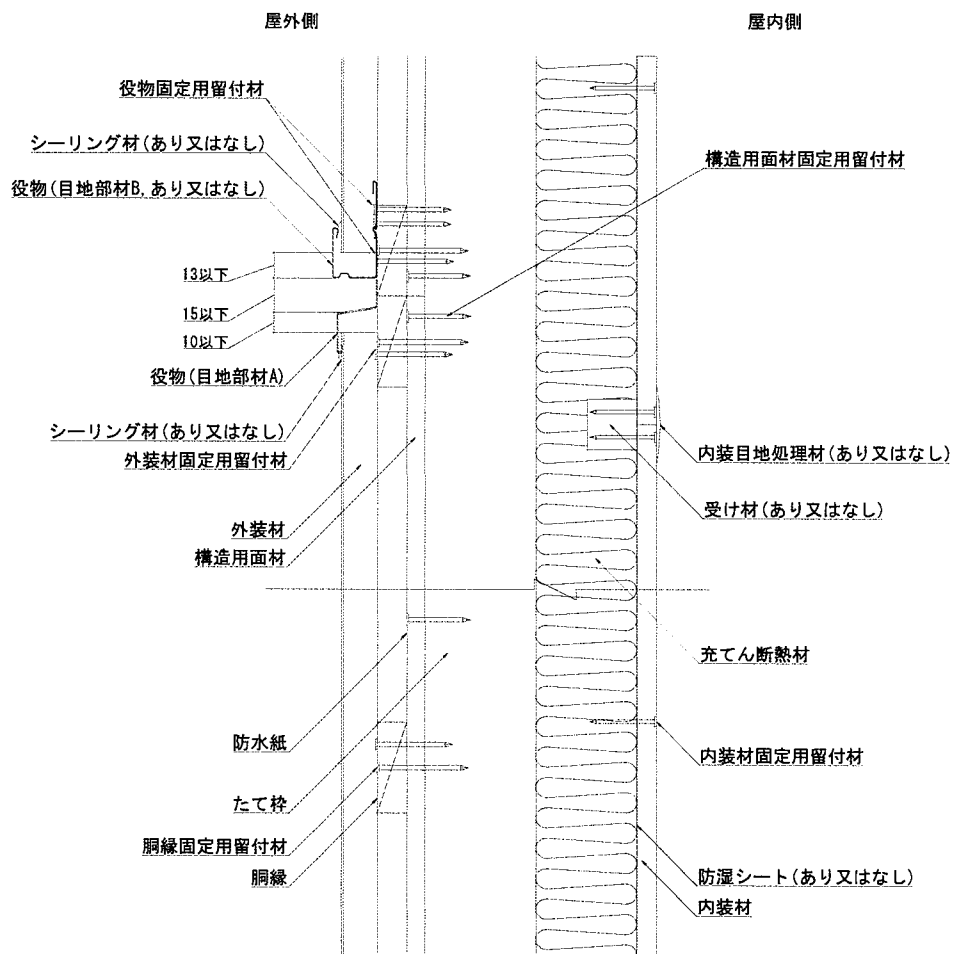 屋外側
屋内側
役物固定用留付材
シーリング材(あり又はなし)
構造用面材固定用留付材
役物(目地部材B,あり又はなし)
13以下
15以下
10以下
役物(目地部材A)
シーリング材(あり又はなし)
内装目地処理材(あり又はなし)
外装材固定用留付材
受け材(あり又はなし)
外装材
構造用面材
充てん断熱材
防水紙
内装材固定用留付材
たて枠
胴縁固定用留付材
胴縁
防湿シート(あり又はなし)
内装材